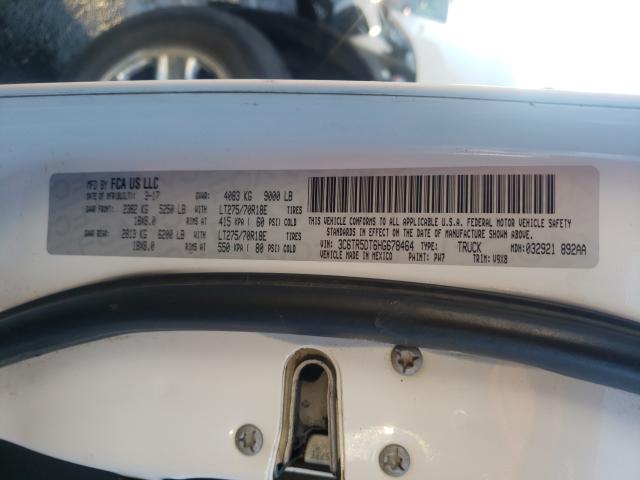 MFD BY FCA US LLC
DATE OF MFR(BUILT): 3-17 GVWR: 4083 KG 9000 LB
GAWR FRONT: 2382 KG 5250 LB WITH LT275/70R18E TIRES
18X8.0 RIMS AT 415 KPA ( 60 PSI) COLD
GAWR REAR: 2813 KG 6200 LB WITH LT275/70R18E TIRES
18X8.0 RIMS AT 550 KPA ( 80 PSI) COLD
THIS VEHICLE CONFORMS TO ALL APPLICABLE U.S.A. FEDERAL MOTOR VEHICLE SAFETY
STANDARDS IN EFFECT ON THE DATE OF MANUFACTURE SHOWN ABOVE.
VIN: 3C6TR5DT6HG678464 TYPE: TRUCK MDH: 032921 892AA
VEHICLE MADE IN MEXICO PAINT: PW7 TRIM: V9X8